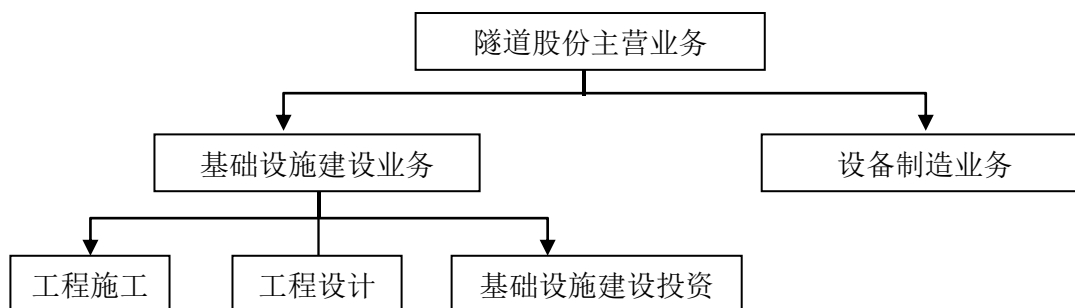 隧道股份主营业务
基础设施建设业务
设备制造业务
工程施工
工程设计
基础设施建设投资